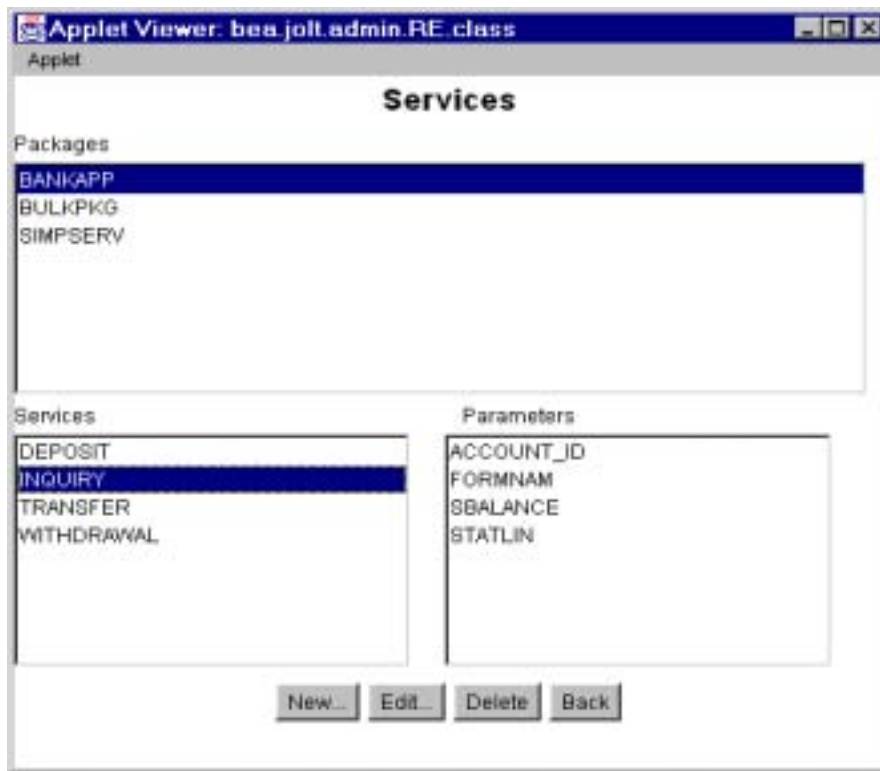 Applet Viewer: bea.jolt.admin.RE.class
Applet
Services
Packages
BANKAPP
BULKPKG
SIMPSERV
Services Parameters
DEPOSIT ACCOUNT_ID
INQUIRY FORMNAM
TRANSFER SBALANCE
WITHDRAWAL STATLIN
New... Edit... Delete Back